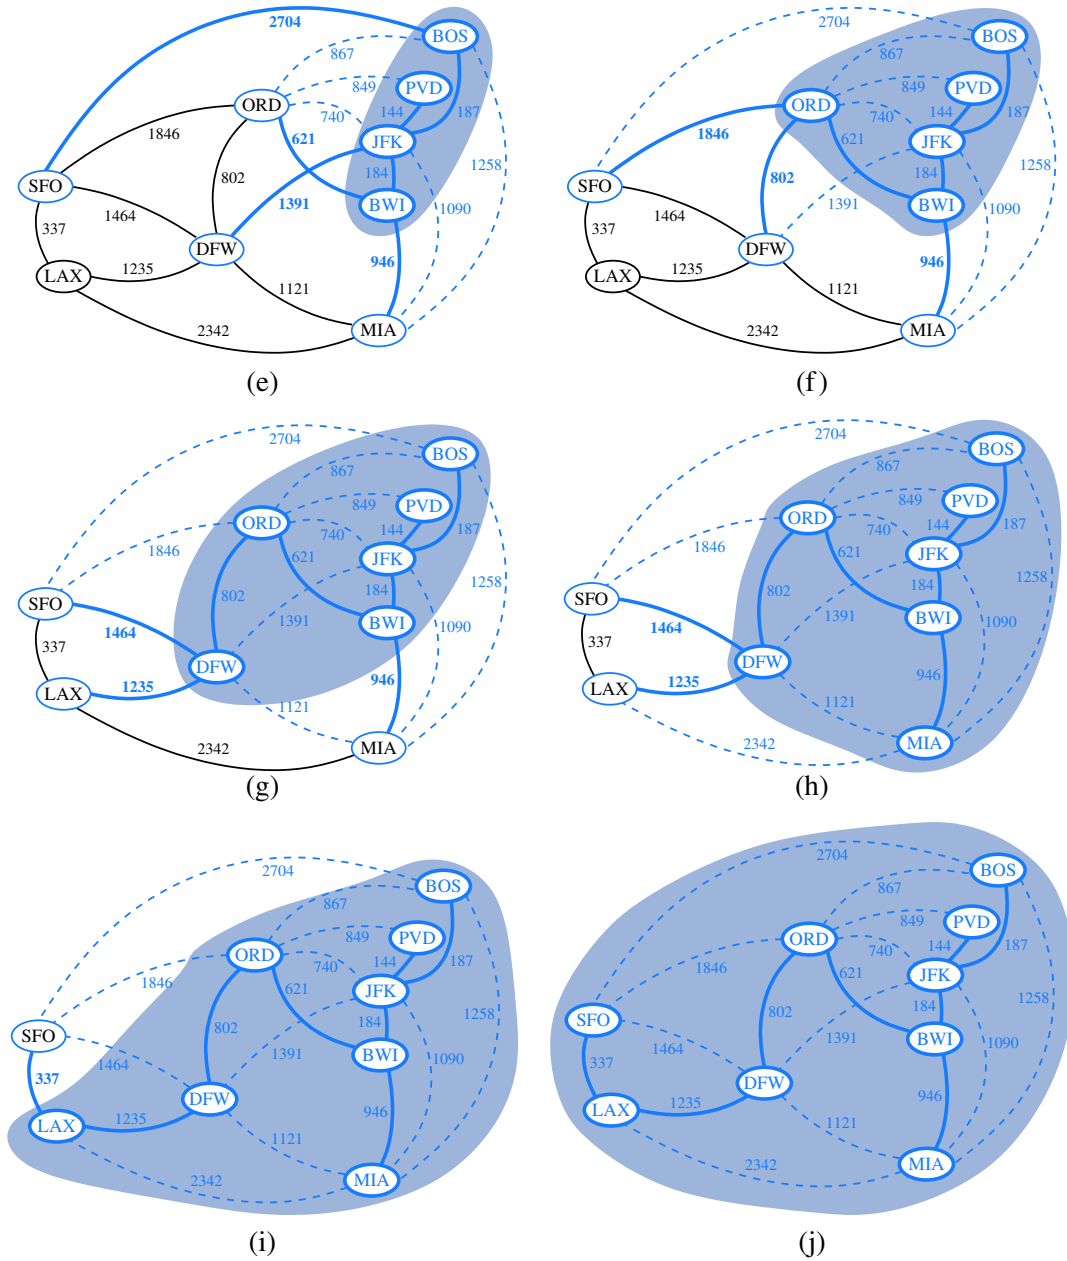 2704
BOS
867
PVD
849
ORD
144
187
740
JFK
1846
621
1258
802
184
SFO
1391
BWI
1464
337
DFW
1090
946
LAX
1235
1121
MIA
2342
(e)
2704
BOS
867
PVD
849
ORD
144
187
740
JFK
1846
621
1258
802
184
SFO
1391
BWI
1464
337
DFW
1090
946
LAX
1235
1121
MIA
2342
(f)
2704
BOS
867
PVD
849
ORD
144
187
740
JFK
1846
621
1258
802
184
SFO
1391
BWI
1464
337
DFW
1090
946
LAX
1235
1121
MIA
2342
(g)
2704
BOS
867
PVD
849
ORD
144
187
740
JFK
1846
621
1258
802
184
SFO
1391
BWI
1464
337
DFW
1090
946
LAX
1235
1121
MIA
2342
(h)
2704
BOS
867
PVD
849
ORD
144
187
740
JFK
1846
621
1258
802
184
SFO
1391
BWI
1464
337
DFW
1090
946
LAX
1235
1121
MIA
2342
(i)
2704
BOS
867
PVD
849
ORD
144
187
740
JFK
1846
621
1258
802
184
SFO
1391
BWI
1464
337
DFW
1090
946
LAX
1235
1121
MIA
2342
(j)